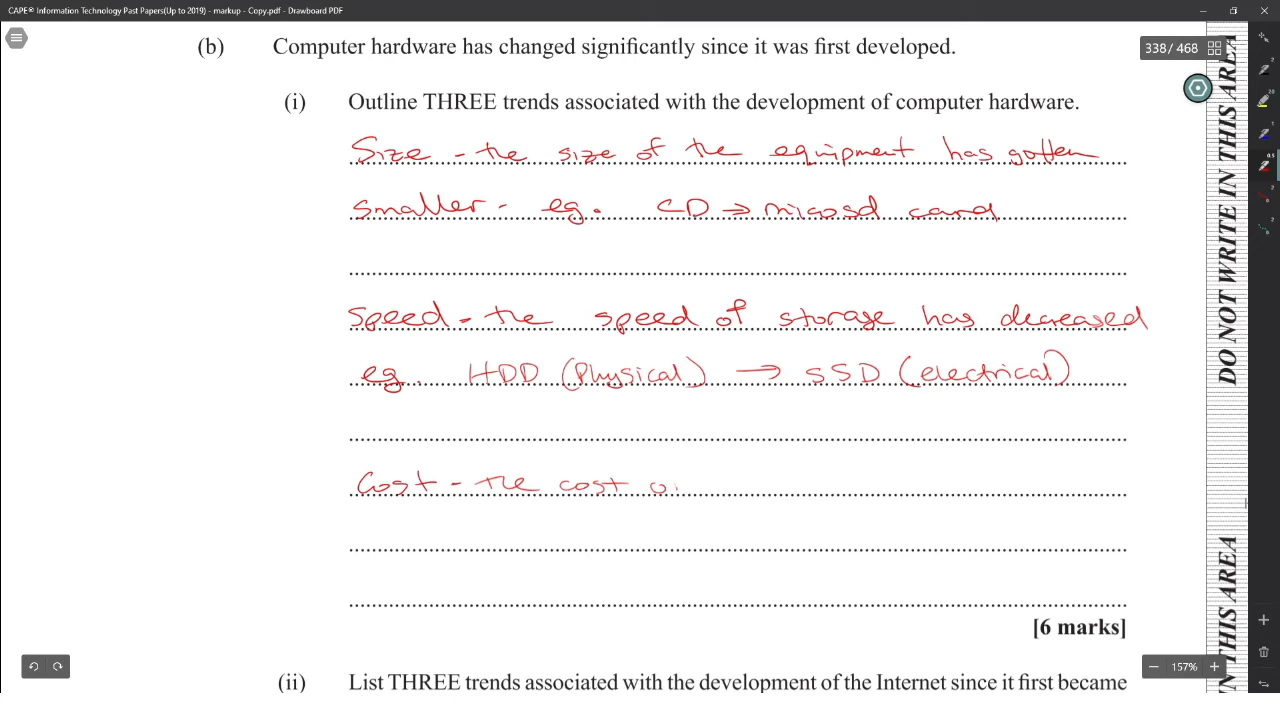 CAPE® Information Technology Past Papers(Up to 2019) - markup - Copy.pdf - Drawboard PDF
338/ 468
(b) Computer hardware has changed significantly since it was first developed.
(i) Outline THREE trends associated with the development of computer hardware.
Size - the size of the equipment has gotten
smaller - eg. CD → micosd card
Speed - the speed of storage has decreased
eg. HDD (Physical) → SSD (electrical)
Cost - the cost o
[6 marks]
(ii) List THREE trends associated with the development of the Internet since it first became
157%
DO NOT WRITE IN THIS AREA
N THIS AREA